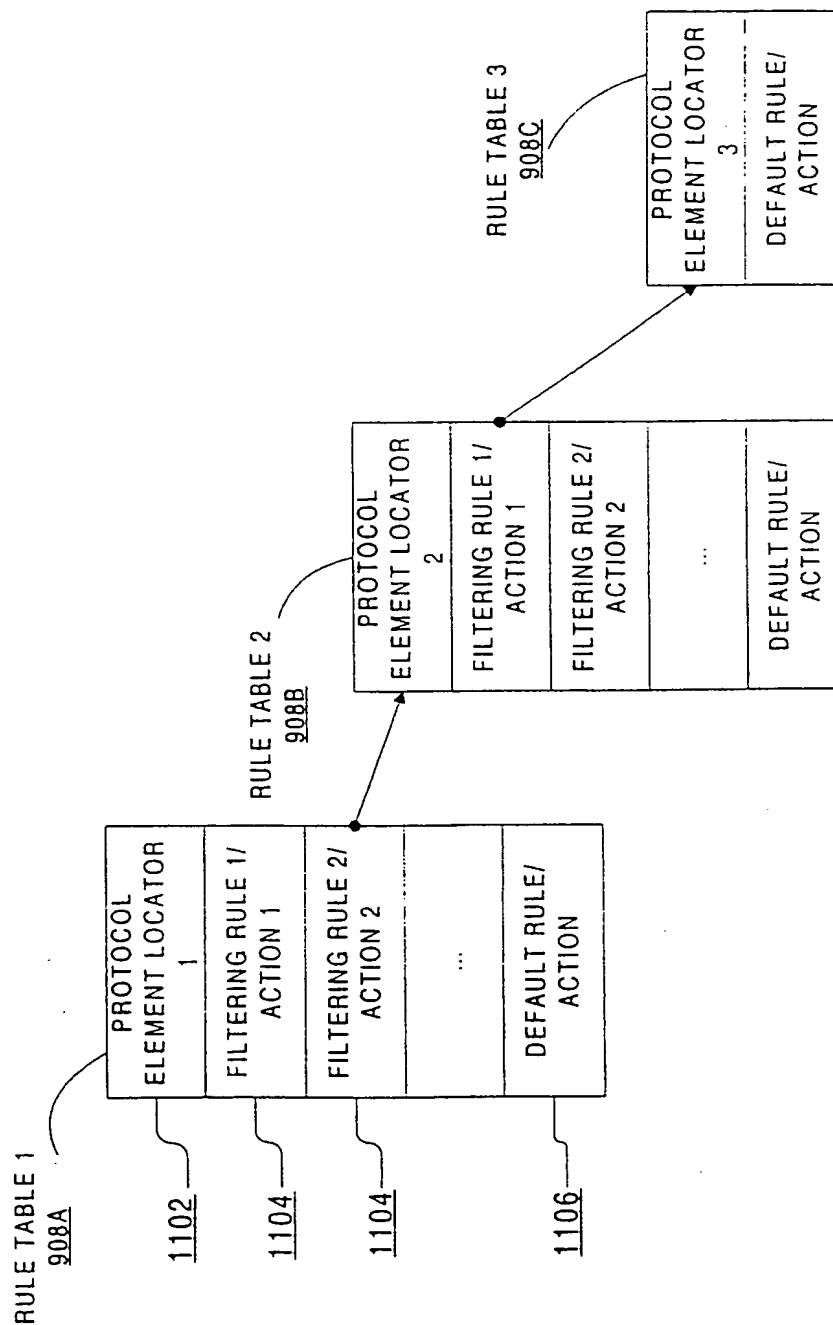 RULE TABLE 1
908A
PROTOCOL
ELEMENT LOCATOR
1
FILTERING RULE 1/
ACTION 1
FILTERING RULE 2/
ACTION 2
...
DEFAULT RULE/
ACTION
1102
1104
1104
1106
RULE TABLE 2
908B
PROTOCOL
ELEMENT LOCATOR
2
FILTERING RULE 1/
ACTION 1
FILTERING RULE 2/
ACTION 2
...
DEFAULT RULE/
ACTION
RULE TABLE 3
908C
PROTOCOL
ELEMENT LOCATOR
3
DEFAULT RULE/
ACTION